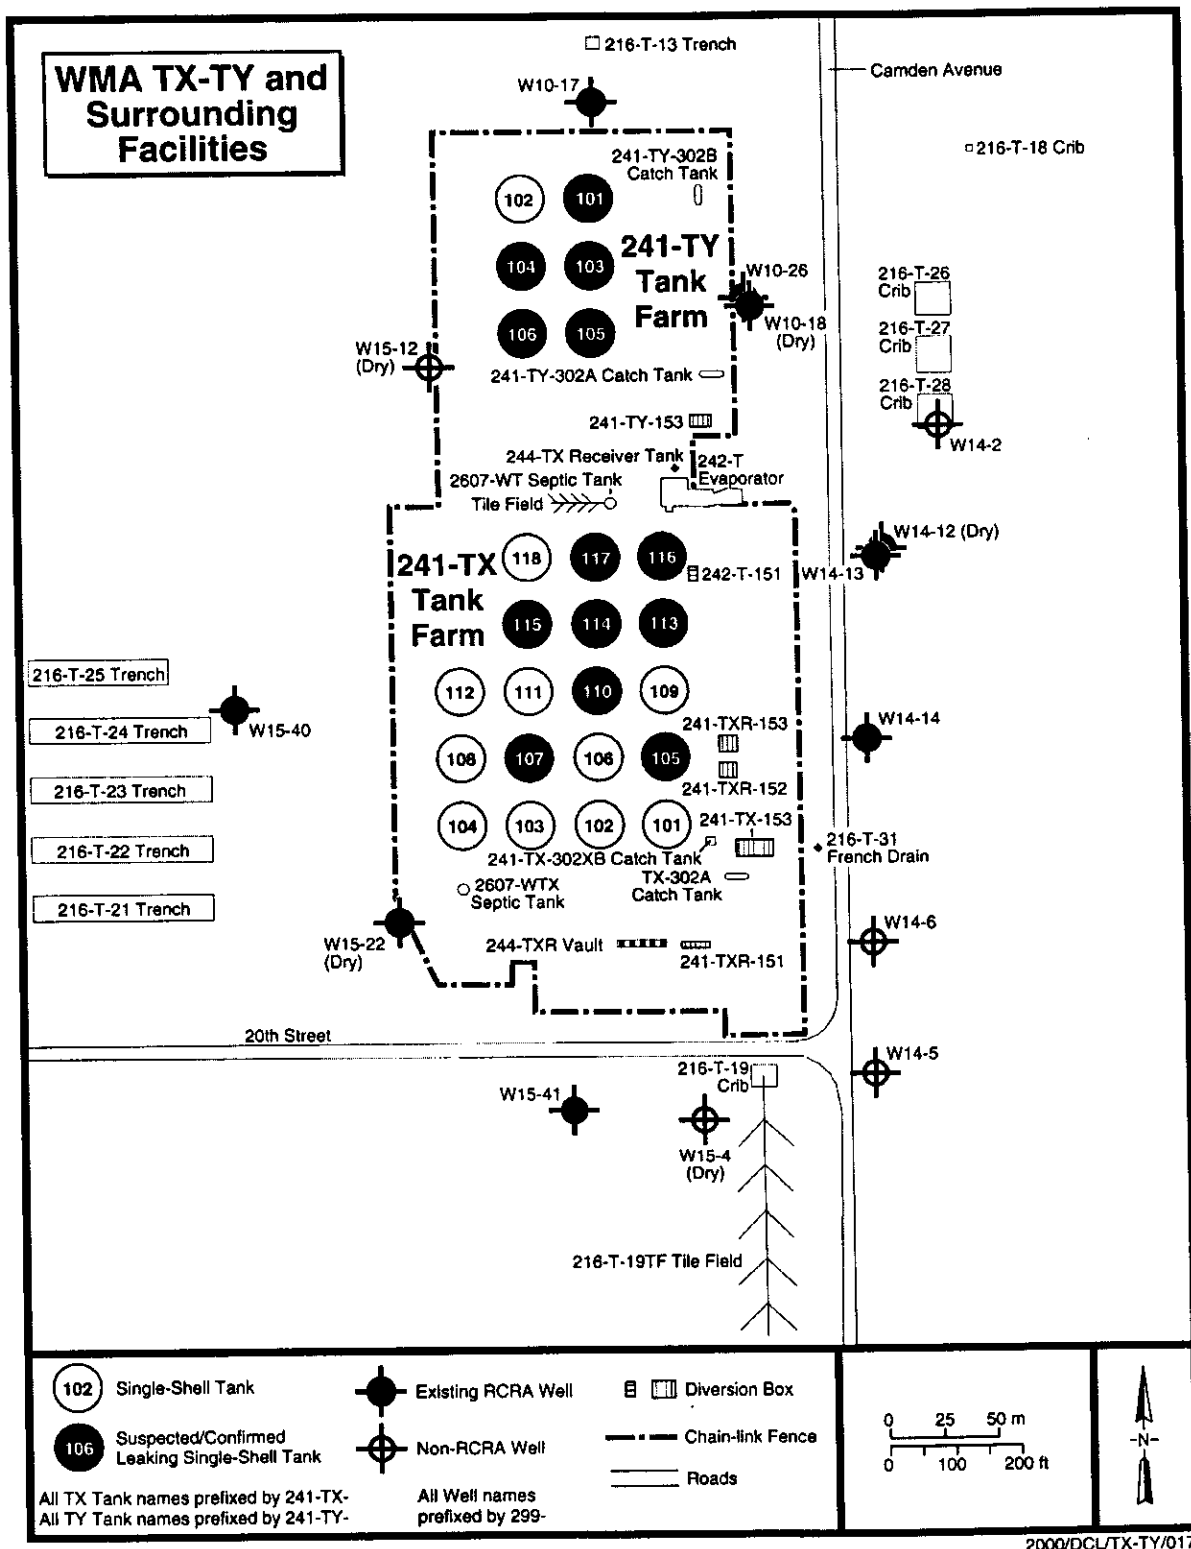 WMA TX-TY and
Surrounding
Facilities
216-T-13 Trench
W10-17
Camden Avenue
216-T-18 Crib
241-TY-302B
Catch Tank
102
101
241-TY
Tank
Farm
104
103
106
105
W10-26
W10-18
(Dry)
216-T-26
Crib
216-T-27
Crib
216-T-28
Crib
W14-2
W15-12
(Dry)
241-TY-302A Catch Tank
241-TY-153
244-TX Receiver Tank
242-T
Evaporator
2607-WT Septic Tank
Tile Field
241-TX
Tank
Farm
118
117
116
242-T-151
W14-12 (Dry)
W14-13
115
114
113
112
111
110
109
216-T-25 Trench
216-T-24 Trench
W15-40
216-T-23 Trench
216-T-22 Trench
216-T-21 Trench
241-TXR-153
W14-14
108
107
106
105
241-TXR-152
104
103
102
101
241-TX-153
241-TX-302XB Catch Tank
216-T-31
French Drain
2607-WTX
Septic Tank
TX-302A
Catch Tank
W15-22
(Dry)
244-TXR Vault
241-TXR-151
W14-6
20th Street
W14-5
216-T-19
Crib
W15-41
W15-4
(Dry)
216-T-19TF Tile Field
102
Single-Shell Tank
106
Suspected/Confirmed
Leaking Single-Shell Tank
All TX Tank names prefixed by 241-TX-
All TY Tank names prefixed by 241-TY-
Existing RCRA Well
Non-RCRA Well
All Well names
prefixed by 299-
Diversion Box
Chain-link Fence
Roads
0 25 50 m
0 100 200 ft
N
2000/DCL/TX-TY/017